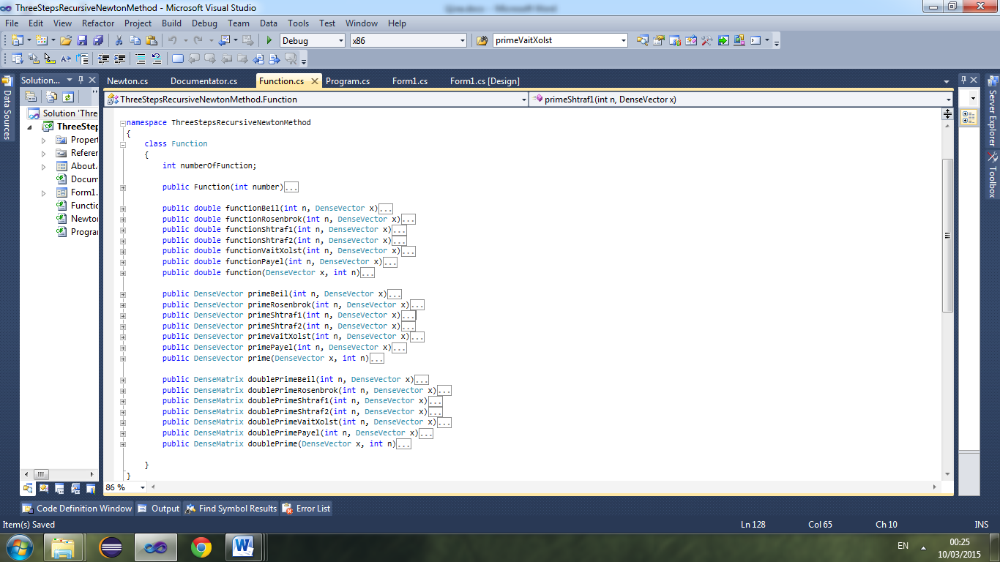 ThreeStepsRecursiveNewtonMethod - Microsoft Visual Studio
File Edit View Refactor Project Build Debug Team Data Tools Test Window Help
Debug x86 primeVaitXolst
Solution...
Newton.cs Documentator.cs Function.cs Program.cs Form1.cs Form1.cs [Design]
ThreeStepsRecursiveNewtonMethod.Function primeShtraf1(int n, DenseVector x)
Data Sources
Solution 'Thre
ThreeStep
Propert
Referer
About.
Docum
Form1.
Functic
Newto
Progran
Server Explorer
Toolbox
namespace ThreeStepsRecursiveNewtonMethod
{
class Function
{
int numberOfFunction;
public Function(int number)...
public double functionBeil(int n, DenseVector x)...
public double functionRosenbrok(int n, DenseVector x)...
public double functionShtraf1(int n, DenseVector x)...
public double functionShtraf2(int n, DenseVector x)...
public double functionVaitXolst(int n, DenseVector x)...
public double functionPayel(int n, DenseVector x)...
public double function(DenseVector x, int n)...
public DenseVector primeBeil(int n, DenseVector x)...
public DenseVector primeRosenbrok(int n, DenseVector x)...
public DenseVector primeShtraf1(int n, DenseVector x)...
public DenseVector primeShtraf2(int n, DenseVector x)...
public DenseVector primeVaitXolst(int n, DenseVector x)...
public DenseVector primePayel(int n, DenseVector x)...
public DenseVector prime(DenseVector x, int n)...
public DenseMatrix doublePrimeBeil(int n, DenseVector x)...
public DenseMatrix doublePrimeRosenbrok(int n, DenseVector x)...
public DenseMatrix doublePrimeShtraf1(int n, DenseVector x)...
public DenseMatrix doublePrimeShtraf2(int n, DenseVector x)...
public DenseMatrix doublePrimeVaitXolst(int n, DenseVector x)...
public DenseMatrix doublePrimePayel(int n, DenseVector x)...
public DenseMatrix doublePrime(DenseVector x, int n)...
}
}
86 %
Code Definition Window Output Find Symbol Results Error List
Item(s) Saved Ln 128 Col 65 Ch 10 INS
EN 00:25
10/03/2015